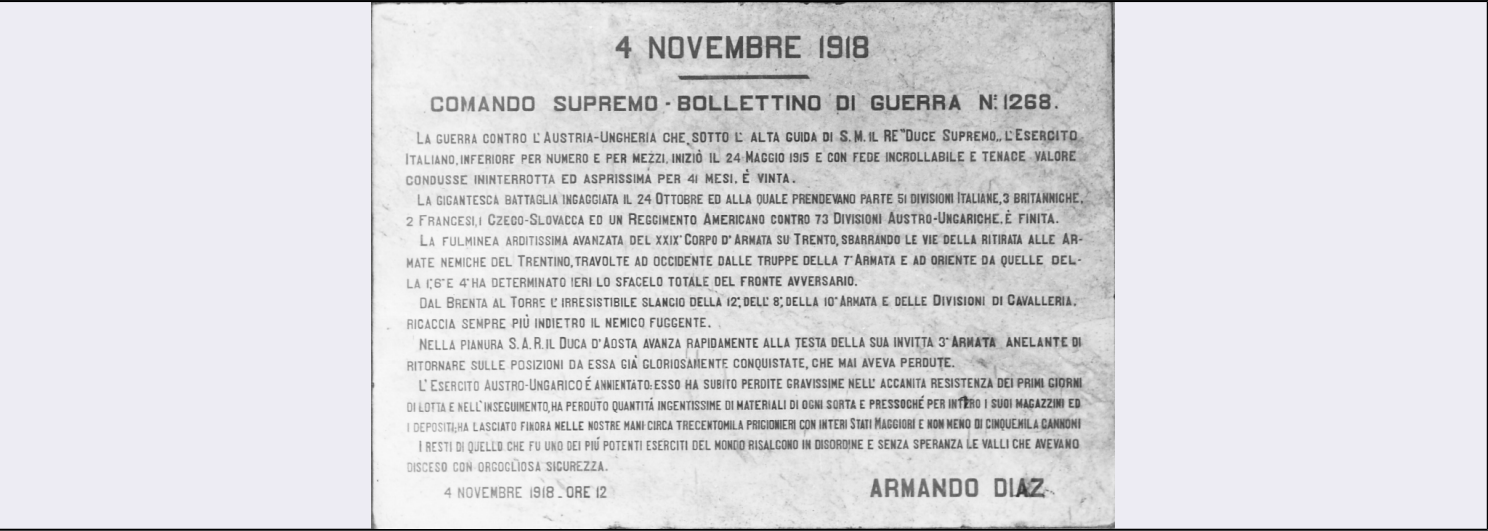 4 NOVEMBRE 1918
COMANDO SUPREMO - BOLLETTINO DI GUERRA N: 1268.
LA GUERRA CONTRO L'AUSTRIA-UNGHERIA CHE, SOTTO L' ALTA GUIDA DI S.M. IL RE "DUCE SUPREMO,, L'ESERCITO
ITALIANO, INFERIORE PER NUMERO E PER MEZZI, INIZIÒ IL 24 MAGGIO 1915 E CON FEDE INCROLLABILE E TENACE VALORE
CONDUSSE ININTERROTTA ED ASPRISSIMA PER 41 MESI, È VINTA.
LA GIGANTESCA BATTAGLIA INGAGGIATA IL 24 OTTOBRE ED ALLA QUALE PRENDEVANO PARTE 51 DIVISIONI ITALIANE, 3 BRITANNICHE,
2 FRANCESI, 1 CZECO-SLOVACCA ED UN REGGIMENTO AMERICANO CONTRO 73 DIVISIONI AUSTRO-UNGARICHE, È FINITA.
LA FULMINEA ARDITISSIMA AVANZATA DEL XXIX° CORPO D'ARMATA SU TRENTO, SBARRANDO LE VIE DELLA RITIRATA ALLE AR-
MATE NEMICHE DEL TRENTINO, TRAVOLTE AD OCCIDENTE DALLE TRUPPE DELLA 7ª ARMATA E AD ORIENTE DA QUELLE DEL-
LA 1ª, 6ª E 4ª HA DETERMINATO IERI LO SFACELO TOTALE DEL FRONTE AVVERSARIO.
DAL BRENTA AL TORRE L'IRRESISTIBILE SLANCIO DELLA 12ª, DELL' 8ª, DELLA 10ª ARMATA E DELLE DIVISIONI DI CAVALLERIA,
RICACCIA SEMPRE PIÙ INDIETRO IL NEMICO FUGGENTE.
NELLA PIANURA S.A.R. IL DUCA D'AOSTA AVANZA RAPIDAMENTE ALLA TESTA DELLA SUA INVITTA 3ª ARMATA ANELANTE DI
RITORNARE SULLE POSIZIONI DA ESSA GIÀ GLORIOSAMENTE CONQUISTATE, CHE MAI AVEVA PERDUTE.
L'ESERCITO AUSTRO-UNGARICO É ANNIENTATO: ESSO HA SUBITO PERDITE GRAVISSIME NELL' ACCANITA RESISTENZA DEI PRIMI GIORNI
DI LOTTA E NELL'INSEGUIMENTO, HA PERDUTO QUANTITÀ INGENTISSIME DI MATERIALI DI OGNI SORTA E PRESSOCHÉ PER INTERO I SUOI MAGAZZINI ED
I DEPOSITI; HA LASCIATO FINORA NELLE NOSTRE MANI CIRCA TRECENTOMILA PRIGIONIERI CON INTERI STATI MAGGIORI E NON MENO DI CINQUEMILA CANNONI
I RESTI DI QUELLO CHE FU UNO DEI PIÚ POTENTI ESERCITI DEL MONDO RISALGONO IN DISORDINE E SENZA SPERANZA LE VALLI CHE AVEVANO
DISCESO CON ORGOGLIOSA SICUREZZA.
4 NOVEMBRE 1918 _ ORE 12
ARMANDO DIAZ